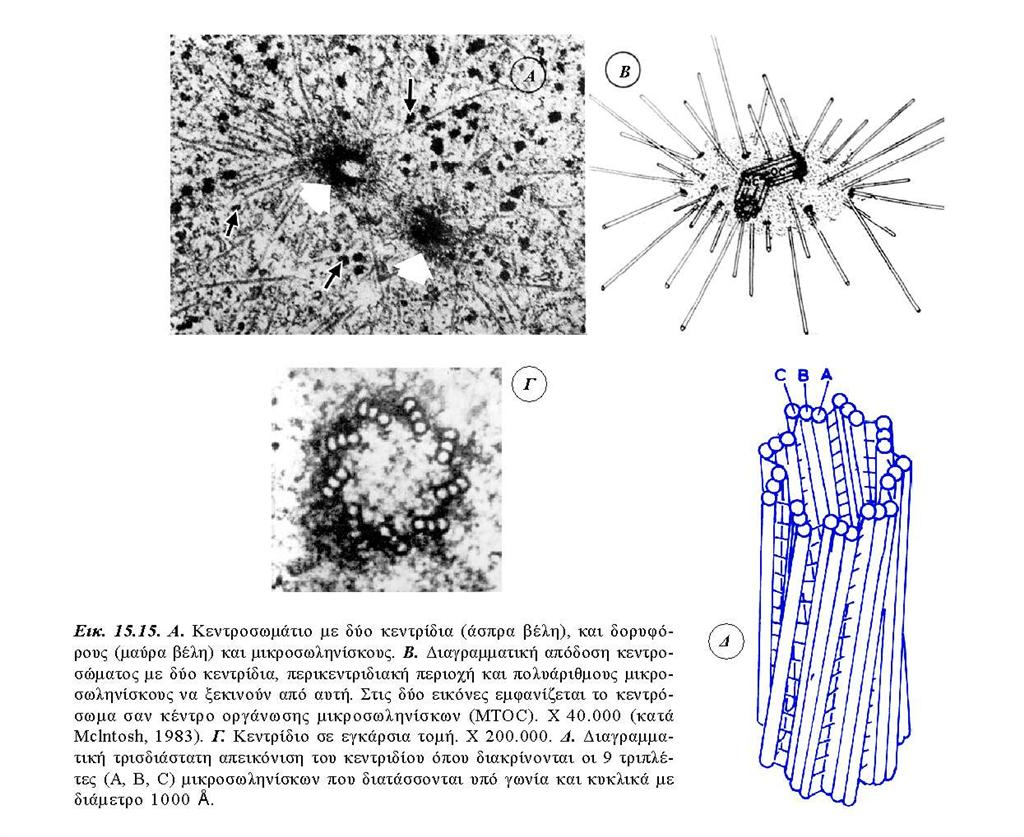 A
B
Γ
C B A
Δ
Εικ. 15.15. Α. Κεντροσωμάτιο με δύο κεντρίδια (άσπρα βέλη), και δορυφό-
ρους (μαύρα βέλη) και μικροσωληνίσκους. Β. Διαγραμματική απόδοση κεντρο-
σώματος με δύο κεντρίδια, περικεντριδιακή περιοχή και πολυάριθμους μικρο-
σωληνίσκους να ξεκινούν από αυτή. Στις δύο εικόνες εμφανίζεται το κεντρό-
σωμα σαν κέντρο οργάνωσης μικροσωληνίσκων (MTOC). Χ 40.000 (κατά
McIntosh, 1983). Γ. Κεντρίδιο σε εγκάρσια τομή. Χ 200.000. Δ. Διαγραμμα-
τική τρισδιάστατη απεικόνιση του κεντριδίου όπου διακρίνονται οι 9 τριπλέ-
τες (A, B, C) μικροσωληνίσκων που διατάσσονται υπό γωνία και κυκλικά με
διάμετρο 1000 Å.